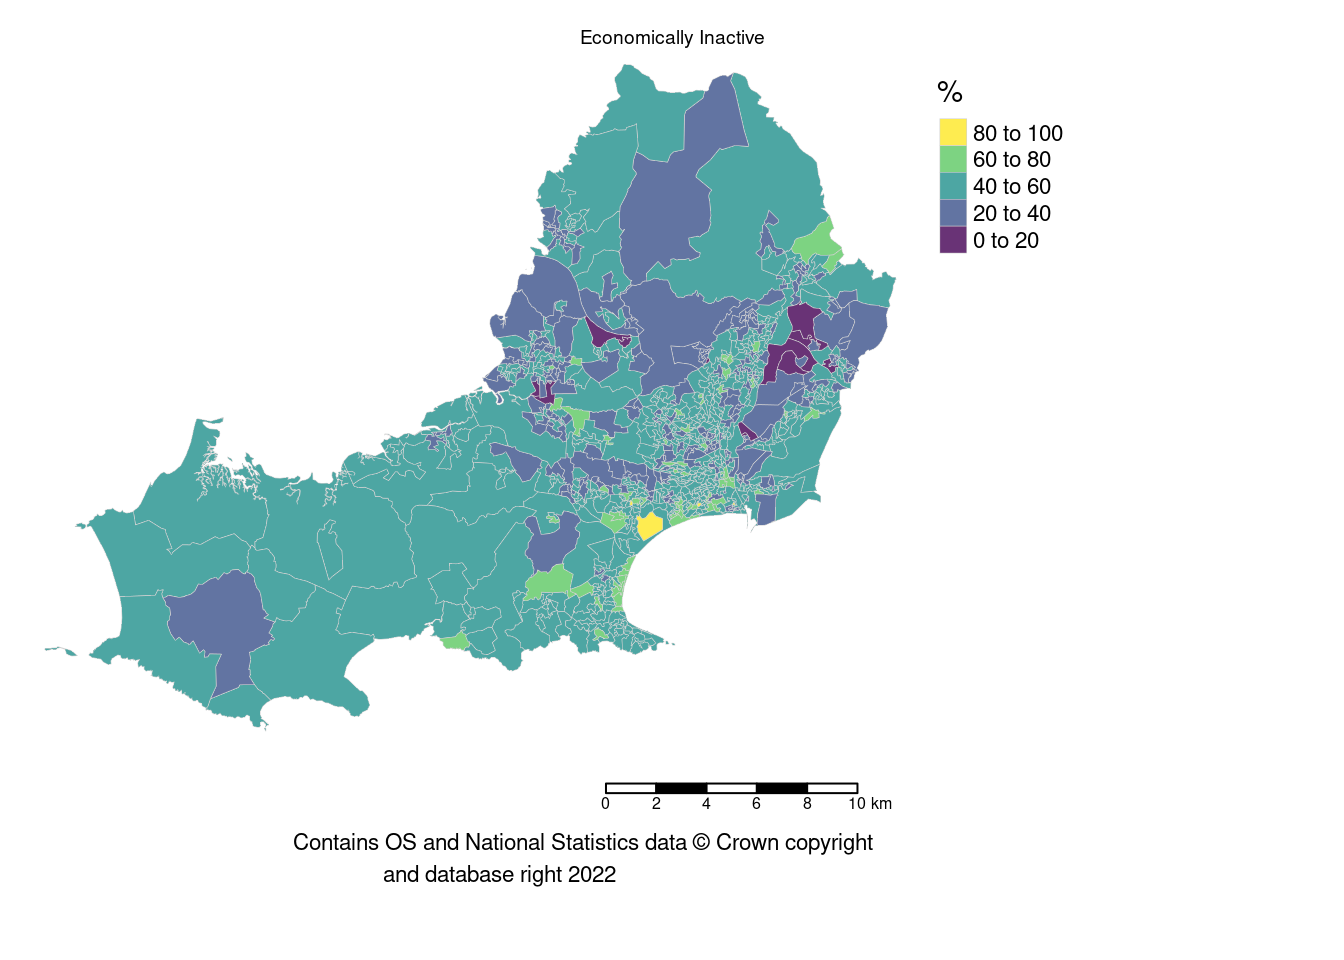 Economically Inactive
%
80 to 100
60 to 80
40 to 60
20 to 40
0 to 20
0 2 4 6 8 10 km
Contains OS and National Statistics data © Crown copyright
and database right 2022